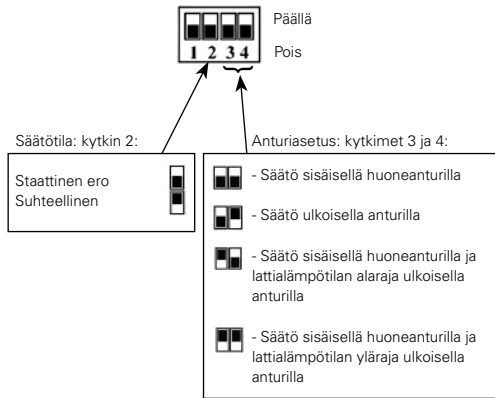 Päällä
1 2 3 4
Pois
Säätötila: kytkin 2:
Staattinen ero
Suhteellinen
Anturiasetus: kytkimet 3 ja 4:
- Säätö sisäisellä huoneanturilla
- Säätö ulkoisella anturilla
- Säätö sisäisellä huoneanturilla ja
lattialämpötilan alaraja ulkoisella
anturilla
- Säätö sisäisellä huoneanturilla ja
lattialämpötilan yläraja ulkoisella
anturilla